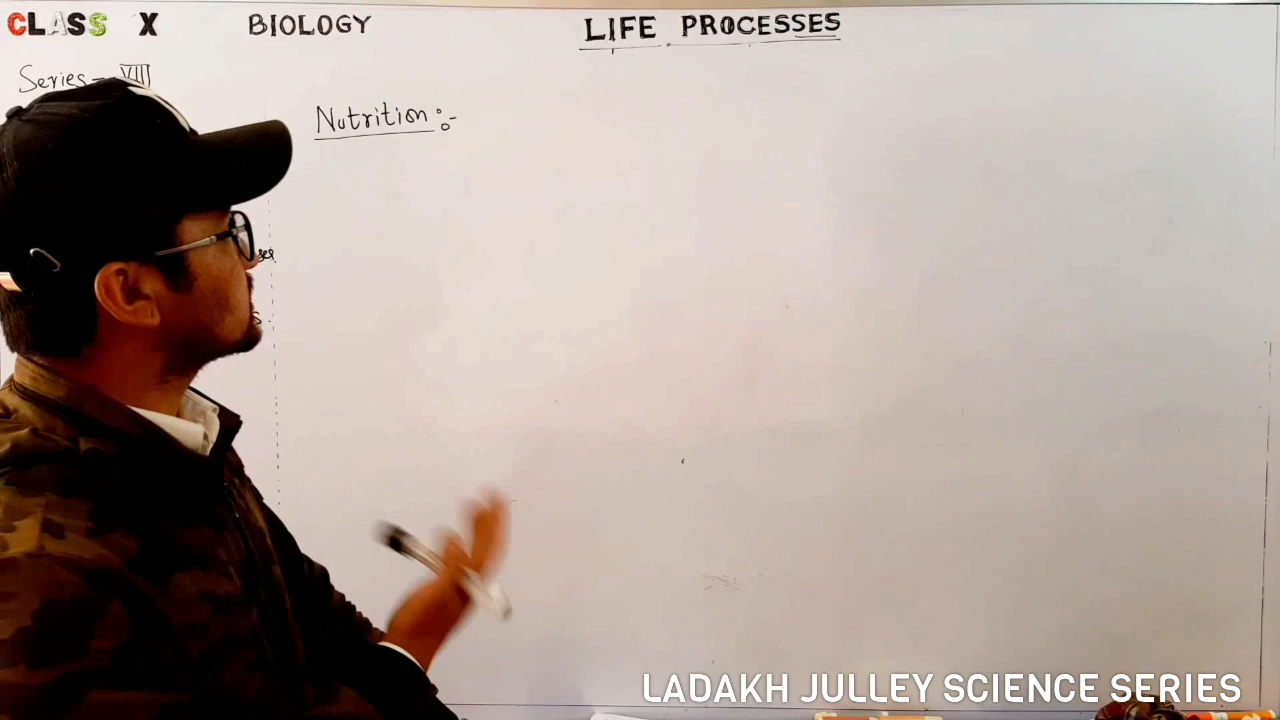 CLASS X BIOLOGY LIFE PROCESSES
Series - VIII
Nutrition :-
LADAKH JULLEY SCIENCE SERIES